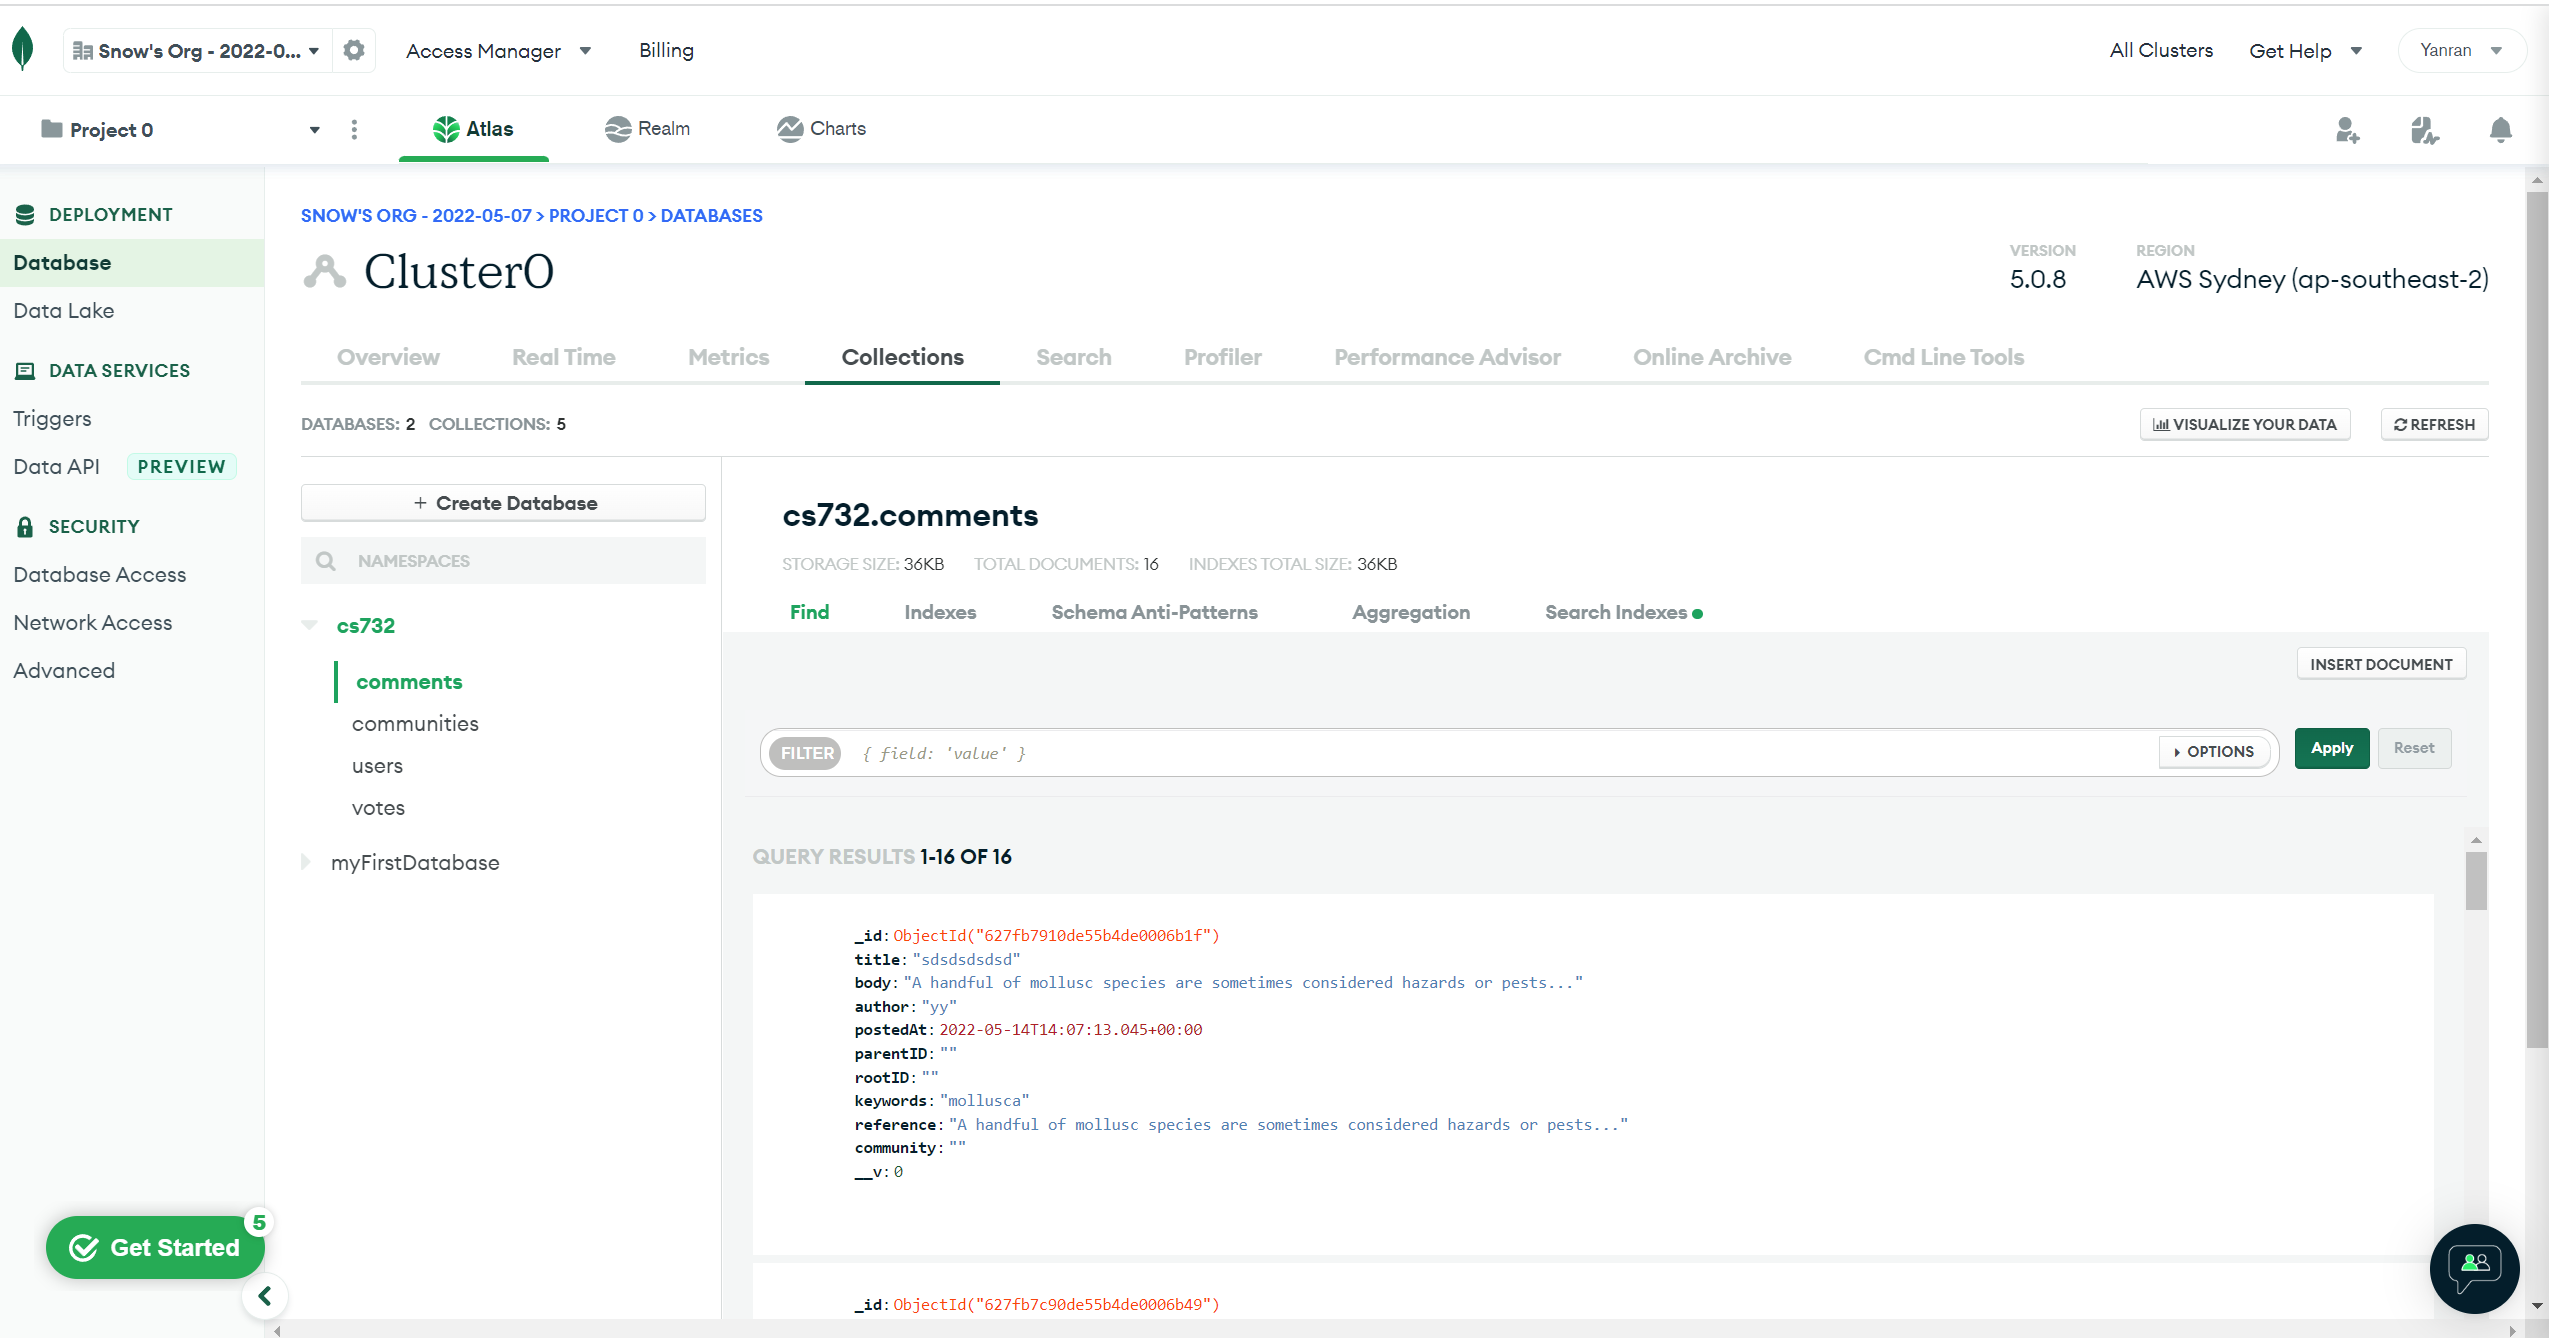 Snow's Org - 2022-0...
Access Manager
Billing
All Clusters
Get Help
Yanran
Project 0
Atlas
Realm
Charts
DEPLOYMENT
Database
Data Lake
DATA SERVICES
Triggers
Data API PREVIEW
SECURITY
Database Access
Network Access
Advanced
Get Started
5
SNOW'S ORG - 2022-05-07 > PROJECT 0 > DATABASES
Cluster0
VERSION
5.0.8
REGION
AWS Sydney (ap-southeast-2)
Overview
Real Time
Metrics
Collections
Search
Profiler
Performance Advisor
Online Archive
Cmd Line Tools
DATABASES: 2 COLLECTIONS: 5
VISUALIZE YOUR DATA
REFRESH
+ Create Database
NAMESPACES
cs732
comments
communities
users
votes
myFirstDatabase
cs732.comments
STORAGE SIZE: 36KB TOTAL DOCUMENTS: 16 INDEXES TOTAL SIZE: 36KB
Find
Indexes
Schema Anti-Patterns
Aggregation
Search Indexes
INSERT DOCUMENT
FILTER { field: 'value' }
OPTIONS
Apply
Reset
QUERY RESULTS 1-16 OF 16
_id: ObjectId("627fb7910de55b4de0006b1f")
title: "sdsdsdsdsd"
body: "A handful of mollusc species are sometimes considered hazards or pests..."
author: "yy"
postedAt: 2022-05-14T14:07:13.045+00:00
parentID: ""
rootID: ""
keywords: "mollusca"
reference: "A handful of mollusc species are sometimes considered hazards or pests..."
community: ""
__v: 0
_id: ObjectId("627fb7c90de55b4de0006b49")